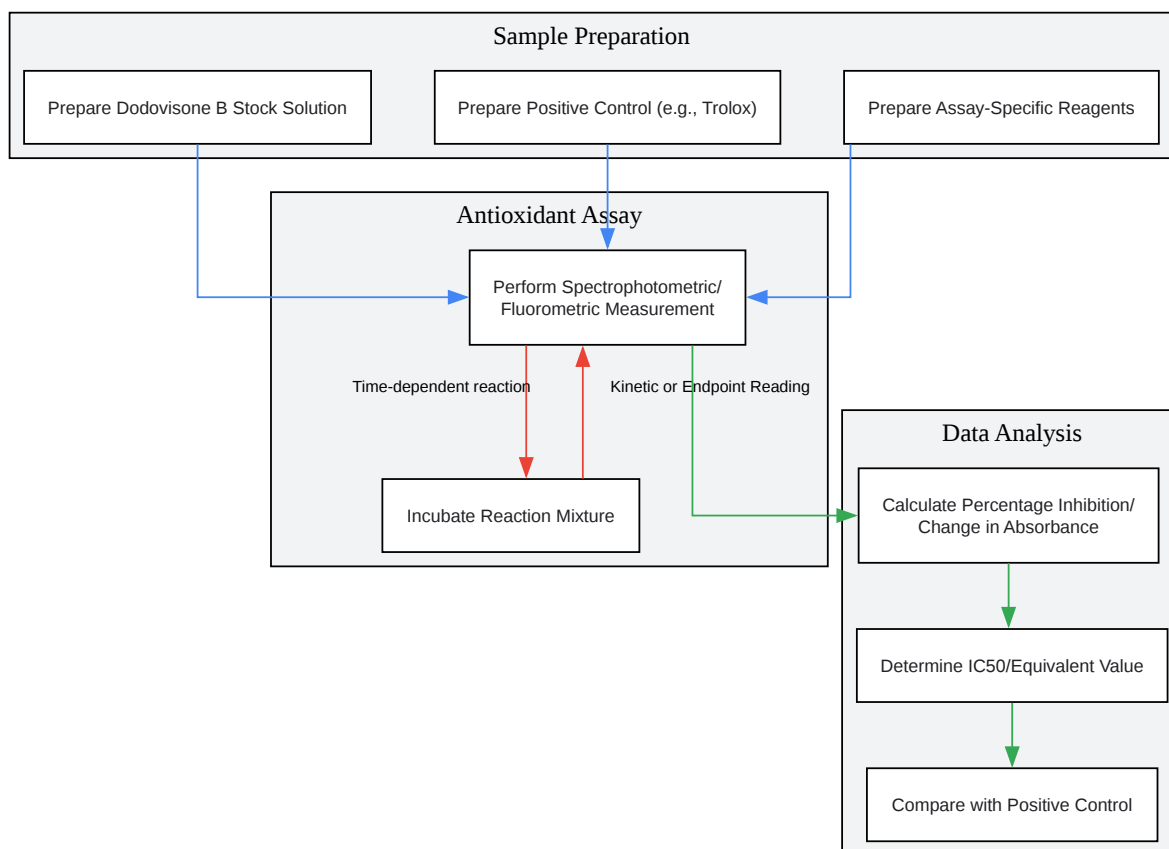 Sample Preparation
Prepare Dodovisone B Stock Solution
Prepare Positive Control (e.g., Trolox)
Prepare Assay-Specific Reagents
Antioxidant Assay
Perform Spectrophotometric/
Fluorometric Measurement
Time-dependent reaction
Kinetic or Endpoint Reading
Incubate Reaction Mixture
Data Analysis
Calculate Percentage Inhibition/
Change in Absorbance
Determine IC50/Equivalent Value
Compare with Positive Control